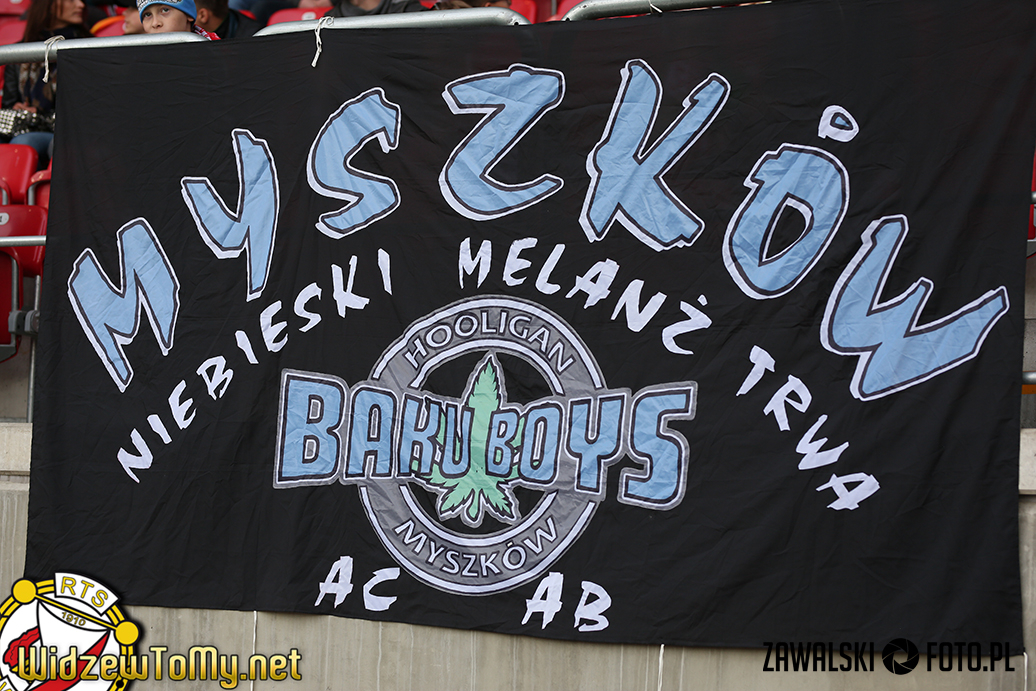 MYSZKÓW
NIEBIESKI MELANŻ TRWA
HOOLIGAN
BAKU BOYS
MYSZKÓW
AC AB
RTS
1910
WidzewToMy.net
ZAWALSKI FOTO.PL